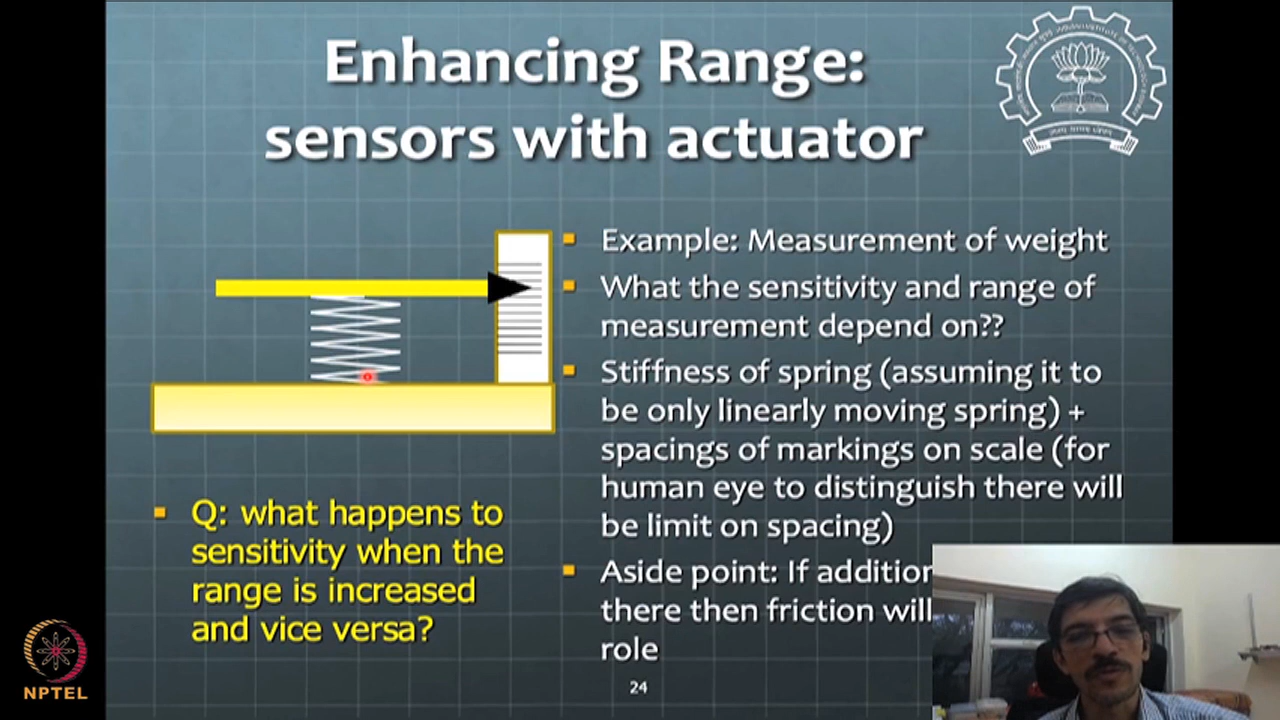 Enhancing Range:
sensors with actuator
Example: Measurement of weight
What the sensitivity and range of
measurement depend on??
Stiffness of spring (assuming it to
be only linearly moving spring) +
spacings of markings on scale (for
human eye to distinguish there will
be limit on spacing)
Aside point: If addition
there then friction will
role
Q: what happens to
sensitivity when the
range is increased
and vice versa?
24
NPTEL